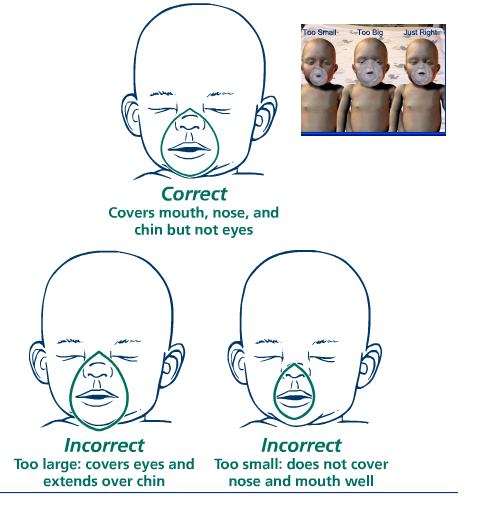 Too Small
Too Big
Just Right
Correct
Covers mouth, nose, and
chin but not eyes
Incorrect
Too large: covers eyes and
extends over chin
Incorrect
Too small: does not cover
nose and mouth well